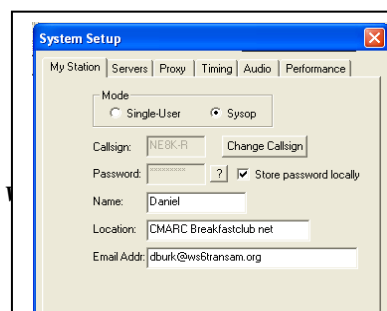 System Setup
My Station Servers Proxy Timing Audio Performance
Mode
Single-User Sysop
Callsign: NE8K-R Change Callsign
Password: ******** ? Store password locally
Name: Daniel
Location: CMARC Breakfastclub net
Email Addr: dburk@ws6transam.org